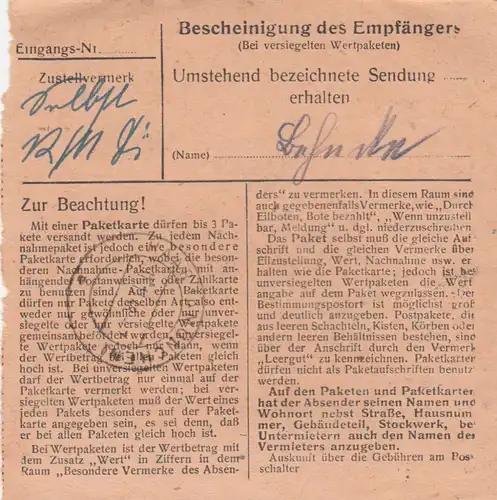 Bescheinigung des Empfängers
(Bei versiegelten Wertpaketen)
Eingangs-Nr.
Zustellvermerk
Selbst
Umstehend bezeichnete Sendung
erhalten
(Name)
Zur Beachtung!
Mit einer Paketkarte dürfen bis 3 Pa-
kete versandt werden. Zu jedem Nach-
nahmepaket ist jedoch eine besondere
Paketkarte erforderlich, wobei die beson-
deren Nachnahme-Paketkarten mit an-
hängender Postanweisung oder Zahlkarte
zu benutzen sind. Auf eine Paketkarte
dürfen nur Pakete derselben Art, also ent-
weder nur gewöhnliche oder nur unver-
siegelte oder nur versiegelte Wertpakete
gemeinsam befördert werden, unversie-
gelte Wertpakete jedoch nur dann, wenn
der Wertbetrag bei allen Paketen gleich
hoch ist. Bei unversiegelten Wertpaketen
darf der Wertbetrag nur einmal auf der
Paketkarte vermerkt werden; bei ver-
siegelten Wertpaketen muß der Wert eines
jeden Pakets besonders auf der Paket-
karte angegeben sein, es sei denn, daß
er bei allen Paketen gleich hoch ist.
Bei Wertpaketen ist der Wertbetrag mit
dem Zusatz „Wert" in Ziffern in dem
Raum „Besondere Vermerke des Absen-
ders" zu vermerken. In diesem Raum sind
auch gegebenenfalls Vermerke, wie „Durch
Eilboten, Bote bezahlt", „Wenn unzustell
bar, Meldung" u. dgl. niederzuschreiben
Das Paket selbst muß die gleiche Auf
schrift und die gleichen Vermerke über
Eilzustellung, Wert, Nachnahme usw. er
halten wie die Paketkarte; jedoch ist bei
unversiegelten Wertpaketen die Wert
angabe auf dem Paket wegzulassen. Der
Bestimmungspostort ist möglichst groß
und deutlich anzugeben. Postpakete, die
aus leeren Schachteln, Kisten, Körben oder
andern leeren Behältnissen bestehen, sind
über der Anschrift durch den Vermerk
„Leergut" zu kennzeichnen. Paketkarten
dürfen nicht als Paketaufschriften benutzt
werden.
Auf den Paketen und Paketkarten
hat der Absender seinen Namen und
Wohnort nebst Straße, Hausnum
mer, Gebäudeteil, Stockwerk, be
Untermietern auch den Namen des
Vermieters anzugeben.
Auskunft über die Gebühren am Post
schalter